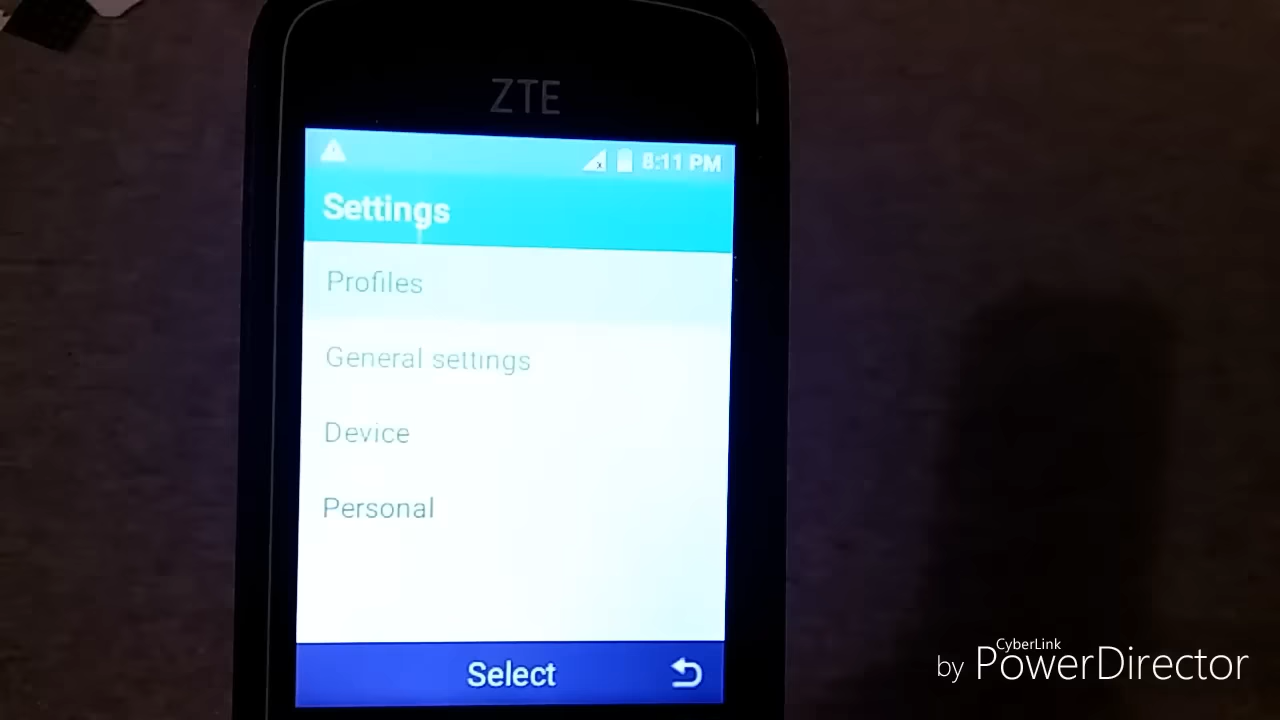 ZTE
8:11 PM
Settings
Profiles
General settings
Device
Personal
Select
CyberLink
by PowerDirector